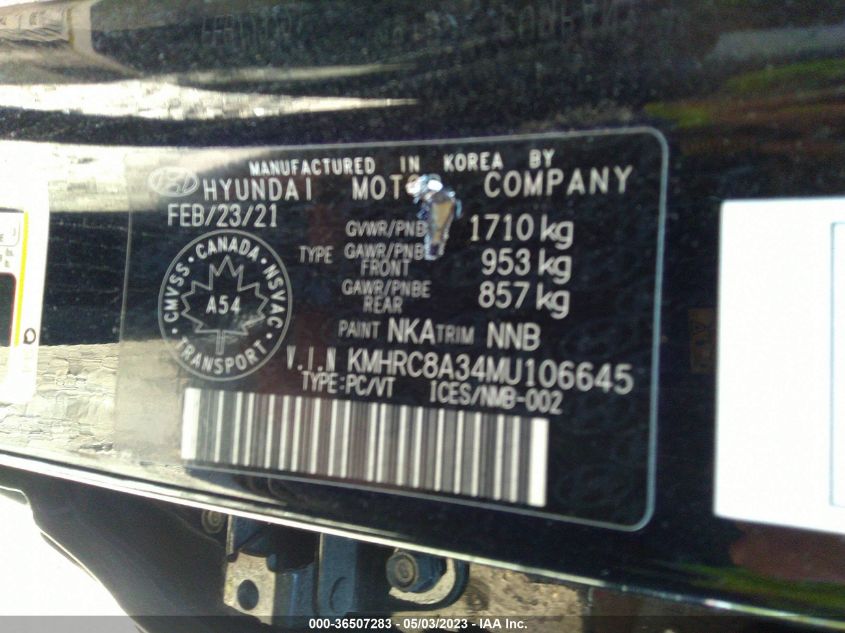 MANUFACTURED IN KOREA BY
HYUNDAI MOTOR COMPANY
FEB/23/21
GVWR/PNBV 1710 kg
TYPE GAWR/PNBE FRONT 953 kg
GAWR/PNBE REAR 857 kg
CANADA · NSVAC · TRANSPORT · CMVSS
A54
PAINT NKA TRIM NNB
V.I.N KMHRC8A34MU106645
TYPE:PC/VT ICES/NMB-002
000-36507283 - 05/03/2023 - IAA Inc.